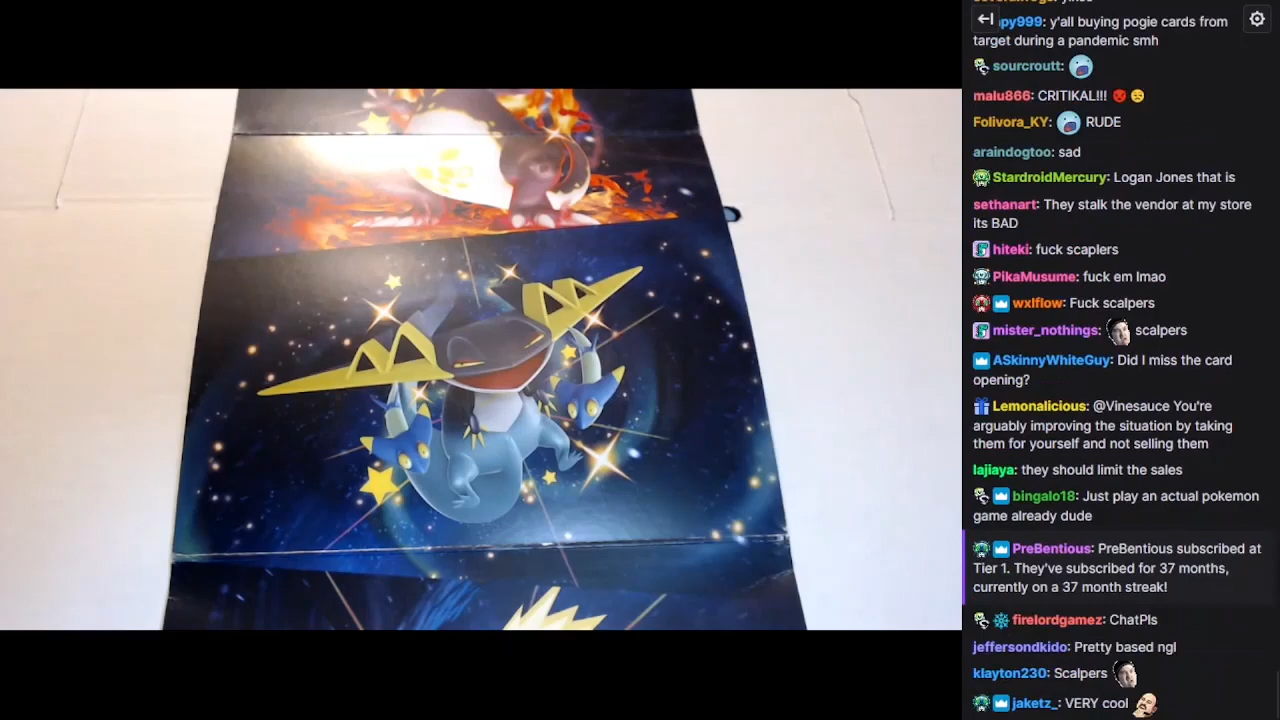 py999: y'all buying pogie cards from
target during a pandemic smh
sourcroutt:
malu866: CRITIKAL!!!
Folivora_KY: RUDE
araindogtoo: sad
StardroidMercury: Logan Jones that is
sethanart: They stalk the vendor at my store
its BAD
hiteki: fuck scaplers
PikaMusume: fuck em lmao
wxlflow: Fuck scalpers
mister_nothings: scalpers
ASkinnyWhiteGuy: Did I miss the card
opening?
Lemonalicious: @Vinesauce You're
arguably improving the situation by taking
them for yourself and not selling them
lajiaya: they should limit the sales
bingalo18: Just play an actual pokemon
game already dude
PreBentious: PreBentious subscribed at
Tier 1. They've subscribed for 37 months,
currently on a 37 month streak!
firelordgamez: ChatPls
jeffersondkido: Pretty based ngl
klayton230: Scalpers
jaketz_: VERY cool